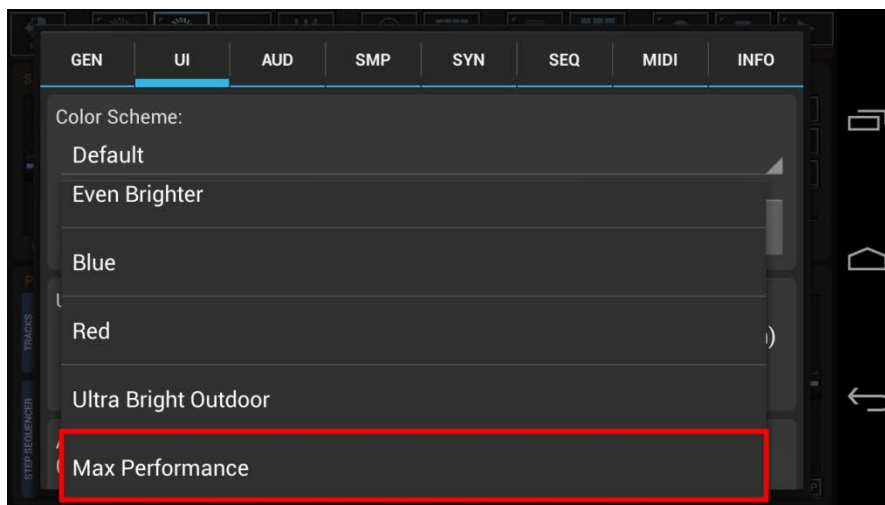 GEN UI AUD SMP SYN SEQ MIDI INFO
Color Scheme:
Default
Even Brighter
Blue
Red
Ultra Bright Outdoor
Max Performance
TRACKS
STEP SEQUENCER